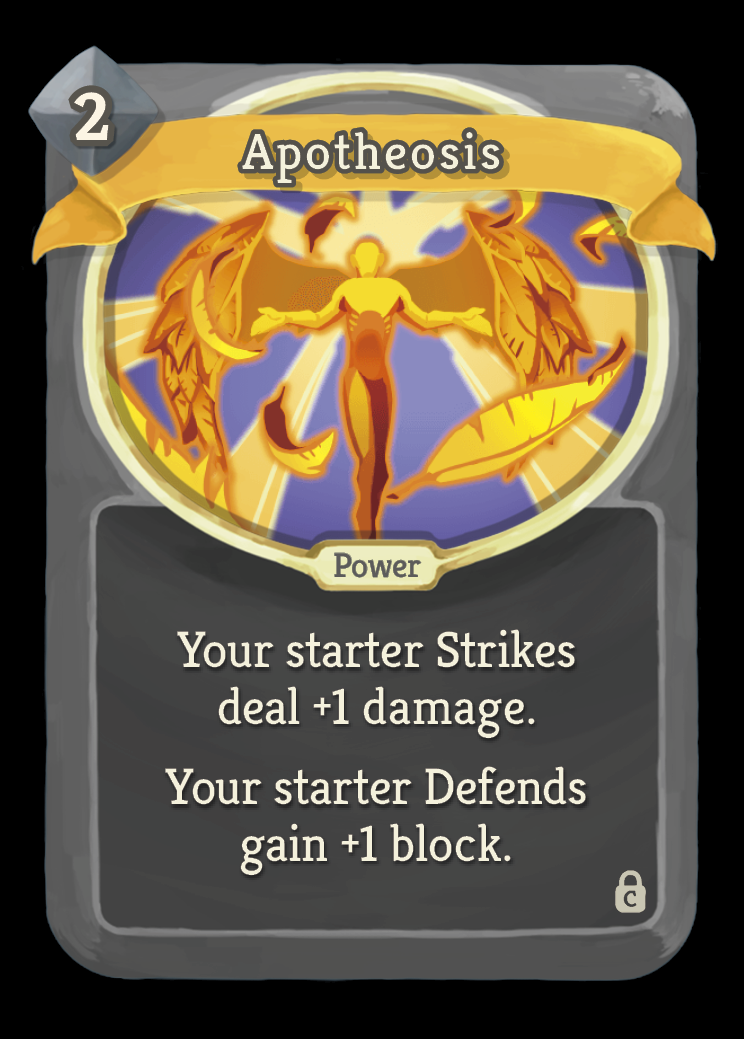 2
Apotheosis
Power
Your starter Strikes
deal +1 damage.
Your starter Defends
gain +1 block.
C